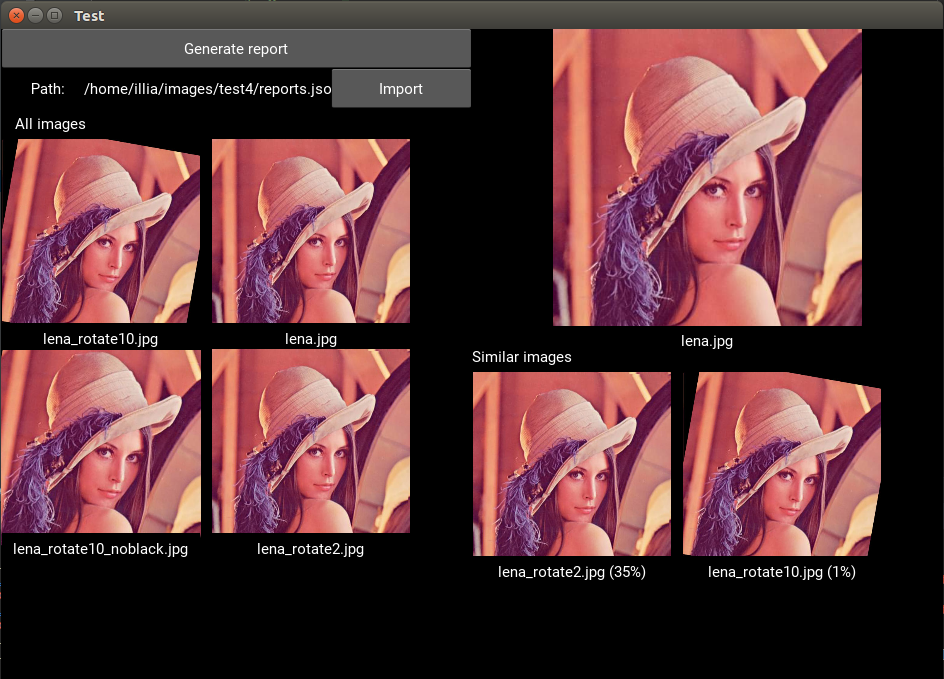 Test
Generate report
Path: /home/illia/images/test4/reports.jso
Import
All images
lena_rotate10.jpg
lena.jpg
lena_rotate10_noblack.jpg
lena_rotate2.jpg
lena.jpg
Similar images
lena_rotate2.jpg (35%)
lena_rotate10.jpg (1%)